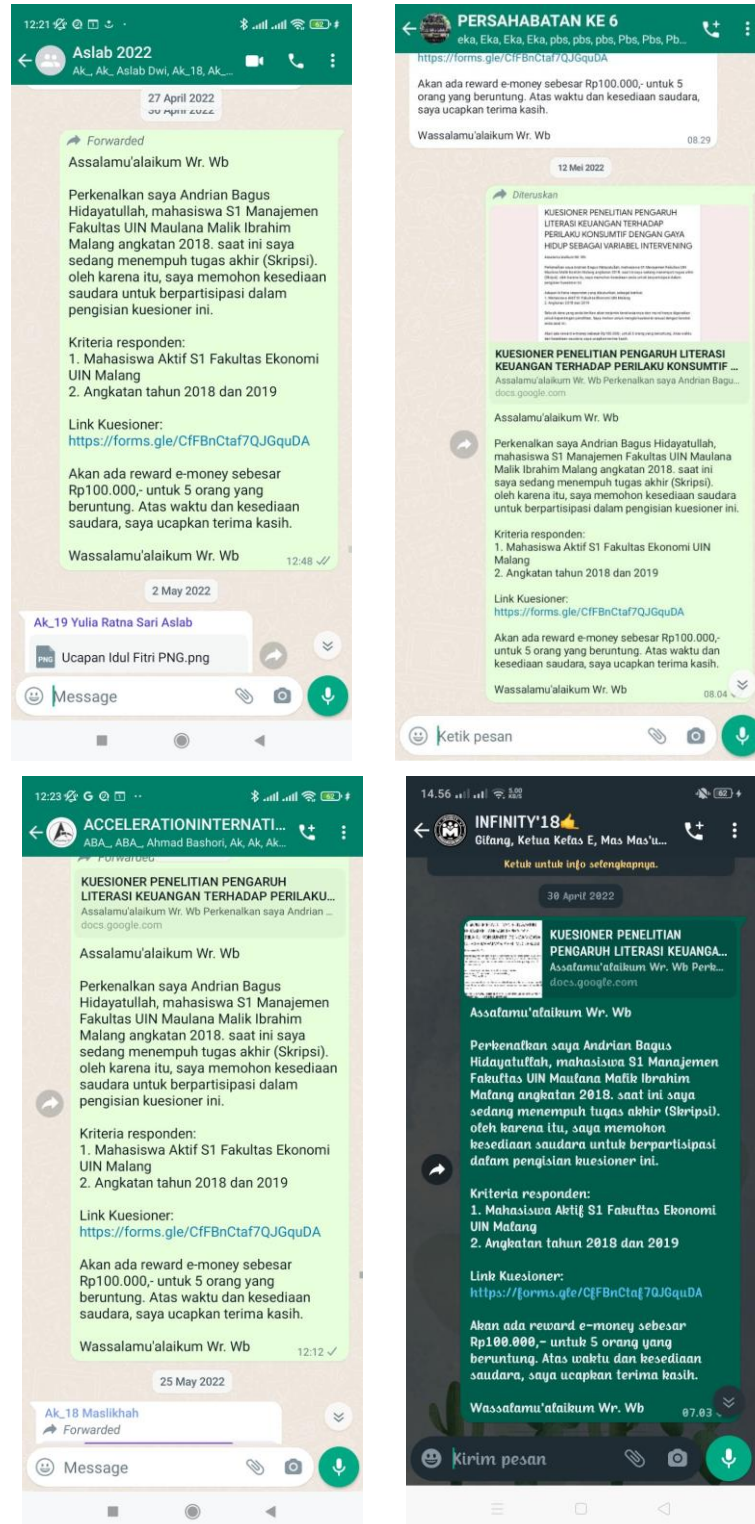 12:21
62
Aslab 2022
Ak_, Ak_ Aslab Dwi, Ak_18, Ak_...
27 April 2022
30 April 2022
Forwarded
Assalamu'alaikum Wr. Wb
Perkenalkan saya Andrian Bagus
Hidayatullah, mahasiswa S1 Manajemen
Fakultas UIN Maulana Malik Ibrahim
Malang angkatan 2018. saat ini saya
sedang menempuh tugas akhir (Skripsi).
oleh karena itu, saya memohon kesediaan
saudara untuk berpartisipasi dalam
pengisian kuesioner ini.
Kriteria responden:
1. Mahasiswa Aktif S1 Fakultas Ekonomi
UIN Malang
2. Angkatan tahun 2018 dan 2019
Link Kuesioner:
https://forms.gle/CfFBnCtaf7QJGquDA
Akan ada reward e-money sebesar
Rp100.000,- untuk 5 orang yang
beruntung. Atas waktu dan kesediaan
saudara, saya ucapkan terima kasih.
Wassalamu'alaikum Wr. Wb
12:48
2 May 2022
Ak_19 Yulia Ratna Sari Aslab
PNG
Ucapan Idul Fitri PNG.png
Message
PERSAHABATAN KE 6
eka, Eka, Eka, Eka, pbs, pbs, pbs, Pbs, Pbs, Pb...
https://forms.gle/CfFBnCtaf7QJGquDA
Akan ada reward e-money sebesar Rp100.000,- untuk 5
orang yang beruntung. Atas waktu dan kesediaan saudara,
saya ucapkan terima kasih.
Wassalamu'alaikum Wr. Wb
08.29
12 Mei 2022
Diteruskan
KUESIONER PENELITIAN PENGARUH
LITERASI KEUANGAN TERHADAP
PERILAKU KONSUMTIF DENGAN GAYA
HIDUP SEBAGAI VARIABEL INTERVENING
KUESIONER PENELITIAN PENGARUH LITERASI
KEUANGAN TERHADAP PERILAKU KONSUMTIF ...
Assalamu'alaikum Wr. Wb Perkenalkan saya Andrian Bagu...
docs.google.com
Assalamu'alaikum Wr. Wb
Perkenalkan saya Andrian Bagus Hidayatullah,
mahasiswa S1 Manajemen Fakultas UIN Maulana
Malik Ibrahim Malang angkatan 2018. saat ini
saya sedang menempuh tugas akhir (Skripsi).
oleh karena itu, saya memohon kesediaan saudara
untuk berpartisipasi dalam pengisian kuesioner ini.
Kriteria responden:
1. Mahasiswa Aktif S1 Fakultas Ekonomi UIN
Malang
2. Angkatan tahun 2018 dan 2019
Link Kuesioner:
https://forms.gle/CfFBnCtaf7QJGquDA
Akan ada reward e-money sebesar Rp100.000,-
untuk 5 orang yang beruntung. Atas waktu dan
kesediaan saudara, saya ucapkan terima kasih.
Wassalamu'alaikum Wr. Wb
08.04
Ketik pesan
12:23
62
ACCELERATIONINTERNATI...
ABA_, ABA_, Ahmad Bashori, Ak, Ak, Ak...
Forwarded
KUESIONER PENELITIAN PENGARUH
LITERASI KEUANGAN TERHADAP PERILAKU...
Assalamu'alaikum Wr. Wb Perkenalkan saya Andrian ...
docs.google.com
Assalamu'alaikum Wr. Wb
Perkenalkan saya Andrian Bagus
Hidayatullah, mahasiswa S1 Manajemen
Fakultas UIN Maulana Malik Ibrahim
Malang angkatan 2018. saat ini saya
sedang menempuh tugas akhir (Skripsi).
oleh karena itu, saya memohon kesediaan
saudara untuk berpartisipasi dalam
pengisian kuesioner ini.
Kriteria responden:
1. Mahasiswa Aktif S1 Fakultas Ekonomi
UIN Malang
2. Angkatan tahun 2018 dan 2019
Link Kuesioner:
https://forms.gle/CfFBnCtaf7QJGquDA
Akan ada reward e-money sebesar
Rp100.000,- untuk 5 orang yang
beruntung. Atas waktu dan kesediaan
saudara, saya ucapkan terima kasih.
Wassalamu'alaikum Wr. Wb
12:12
25 May 2022
Ak_18 Maslikhah
Forwarded
Message
14.56
62
INFINITY'18
Gilang, Ketua Kelas E, Mas Mas'u...
Ketuk untuk info selengkapnya.
30 April 2022
KUESIONER PENELITIAN
PENGARUH LITERASI KEUANGA...
Assalamu'alaikum Wr. Wb Perk...
docs.google.com
Assalamu'alaikum Wr. Wb
Perkenalkan saya Andrian Bagus
Hidayatullah, mahasiswa S1 Manajemen
Fakultas UIN Maulana Malik Ibrahim
Malang angkatan 2018. saat ini saya
sedang menempuh tugas akhir (Skripsi).
oleh karena itu, saya memohon
kesediaan saudara untuk berpartisipasi
dalam pengisian kuesioner ini.
Kriteria responden:
1. Mahasiswa Aktif S1 Fakultas Ekonomi
UIN Malang
2. Angkatan tahun 2018 dan 2019
Link Kuesioner:
https://forms.gle/CfFBnCtaf7QJGquDA
Akan ada reward e-money sebesar
Rp100.000,- untuk 5 orang yang
beruntung. Atas waktu dan kesediaan
saudara, saya ucapkan terima kasih.
Wassalamu'alaikum Wr. Wb
07.03
Kirim pesan